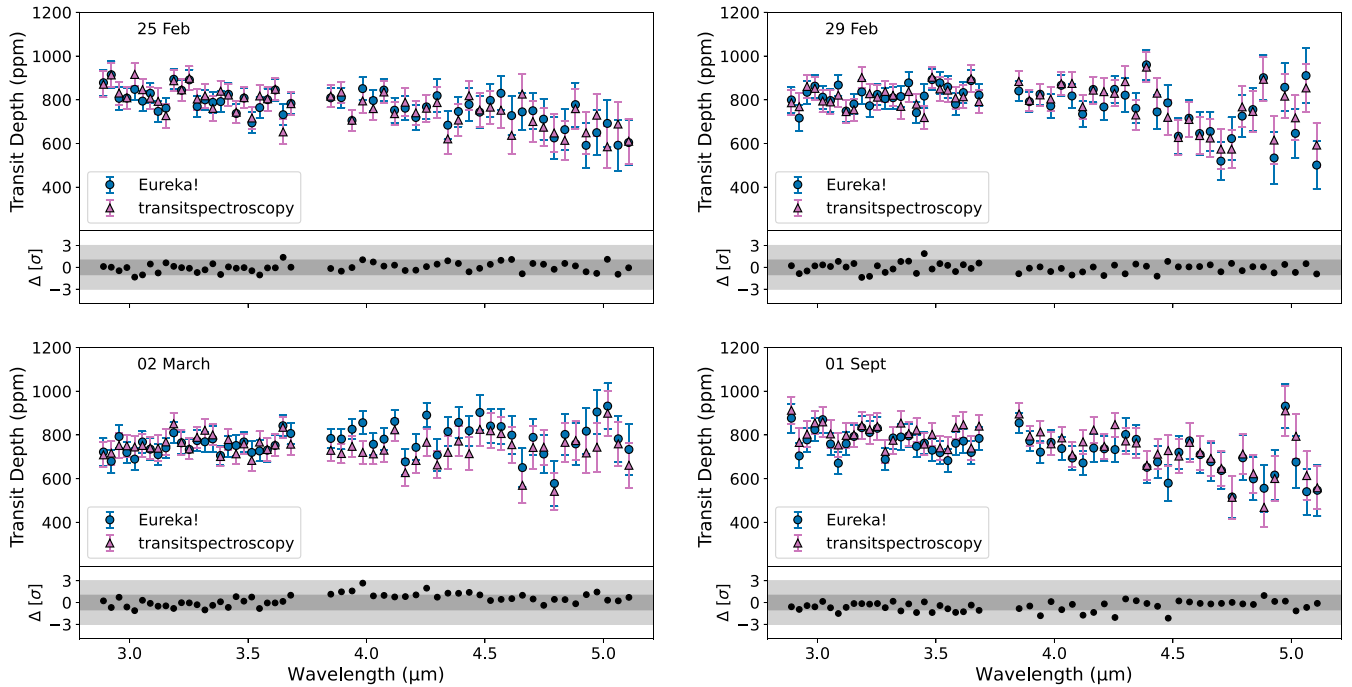 25 Feb
1200
1000
800
600
400
Transit Depth (ppm)
Eureka!
transitspectroscopy
3
0
−3
Δ [σ]
29 Feb
1200
1000
800
600
400
Transit Depth (ppm)
Eureka!
transitspectroscopy
3
0
−3
Δ [σ]
02 March
1200
1000
800
600
400
Transit Depth (ppm)
Eureka!
transitspectroscopy
3
0
−3
Δ [σ]
3.0 3.5 4.0 4.5 5.0
Wavelength (μm)
01 Sept
1200
1000
800
600
400
Transit Depth (ppm)
Eureka!
transitspectroscopy
3
0
−3
Δ [σ]
3.0 3.5 4.0 4.5 5.0
Wavelength (μm)